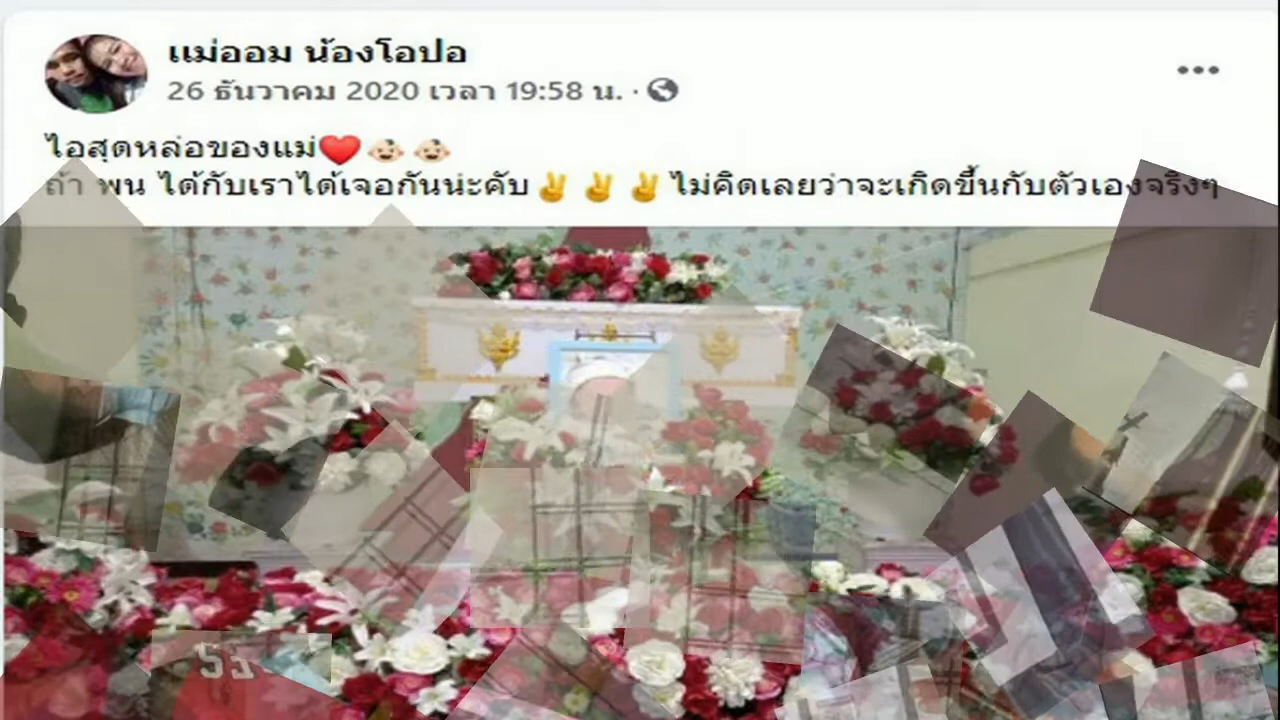 แม่ออม น้องโอปอ
26 ธันวาคม 2020 เวลา 19:58 น. ·
ไอสุดหล่อของแม่❤️👶🏻👶🏻
ถ้า พน ได้กับเราได้เจอกันน่ะคับ✌️✌️✌️ไม่คิดเลยว่าจะเกิดขึ้นกับตัวเองจริงๆ